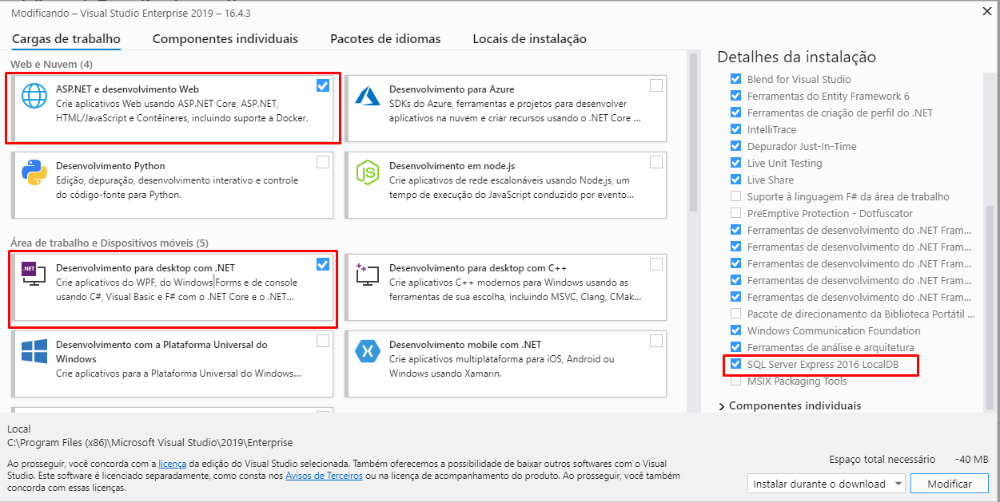 Modificando – Visual Studio Enterprise 2019 – 16.4.3
Cargas de trabalho
Componentes individuais
Pacotes de idiomas
Locais de instalação
Web e Nuvem (4)
ASP.NET e desenvolvimento Web
Crie aplicativos Web usando ASP.NET Core, ASP.NET,
HTML/JavaScript e Contêineres, incluindo suporte a Docker.
Desenvolvimento para Azure
SDKs do Azure, ferramentas e projetos para desenvolver
aplicativos na nuvem e criar recursos usando o .NET Core ...
Desenvolvimento Python
Edição, depuração, desenvolvimento interativo e controle
do código-fonte para Python.
Desenvolvimento em node.js
Crie aplicativos de rede escalonáveis usando Node.js, um
tempo de execução do JavaScript conduzido por evento...
Área de trabalho e Dispositivos móveis (5)
.NET
Desenvolvimento para desktop com .NET
Crie aplicativos do WPF, do Windows Forms e de console
usando C#, Visual Basic e F# com o .NET Core e o .NET...
Desenvolvimento para desktop com C++
Crie aplicativos C++ modernos para Windows usando as
ferramentas de sua escolha, incluindo MSVC, Clang, CMak...
Desenvolvimento com a Plataforma Universal do
Windows
Crie aplicativos para a Plataforma Universal do Windows...
Desenvolvimento mobile com .NET
Crie aplicativos multiplataforma para iOS, Android ou
Windows usando Xamarin.
Detalhes da instalação
Blend for Visual Studio
Ferramentas do Entity Framework 6
Ferramentas de criação de perfil do .NET
IntelliTrace
Depurador Just-In-Time
Live Unit Testing
Live Share
Suporte à linguagem F# da área de trabalho
PreEmptive Protection - Dotfuscator
Ferramentas de desenvolvimento do .NET Fram...
Ferramentas de desenvolvimento do .NET Fram...
Ferramentas de desenvolvimento do .NET Fram...
Ferramentas de desenvolvimento do .NET Fram...
Ferramentas de desenvolvimento do .NET Fram...
Pacote de direcionamento da Biblioteca Portátil ...
Windows Communication Foundation
Ferramentas de análise e arquitetura
SQL Server Express 2016 LocalDB
MSIX Packaging Tools
Componentes individuais
Local
C:\Program Files (x86)\Microsoft Visual Studio\2019\Enterprise
Ao prosseguir, você concorda com a licença da edição do Visual Studio selecionada. Também oferecemos a possibilidade de baixar outros softwares com o Visual
Studio. Este software é licenciado separadamente, como consta nos Avisos de Terceiros ou na licença de acompanhamento do produto. Ao prosseguir, você também
concorda com essas licenças.
Espaço total necessário -40 MB
Instalar durante o download
Modificar